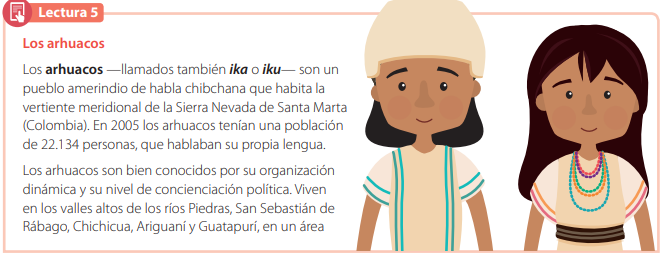 Lectura 5
Los arhuacos
Los arhuacos —llamados también ika o iku— son un
pueblo amerindio de habla chibchana que habita la
vertiente meridional de la Sierra Nevada de Santa Marta
(Colombia). En 2005 los arhuacos tenían una población
de 22.134 personas, que hablaban su propia lengua.
Los arhuacos son bien conocidos por su organización
dinámica y su nivel de concienciación política. Viven
en los valles altos de los ríos Piedras, San Sebastián de
Rábago, Chichicua, Ariguaní y Guatapurí, en un área